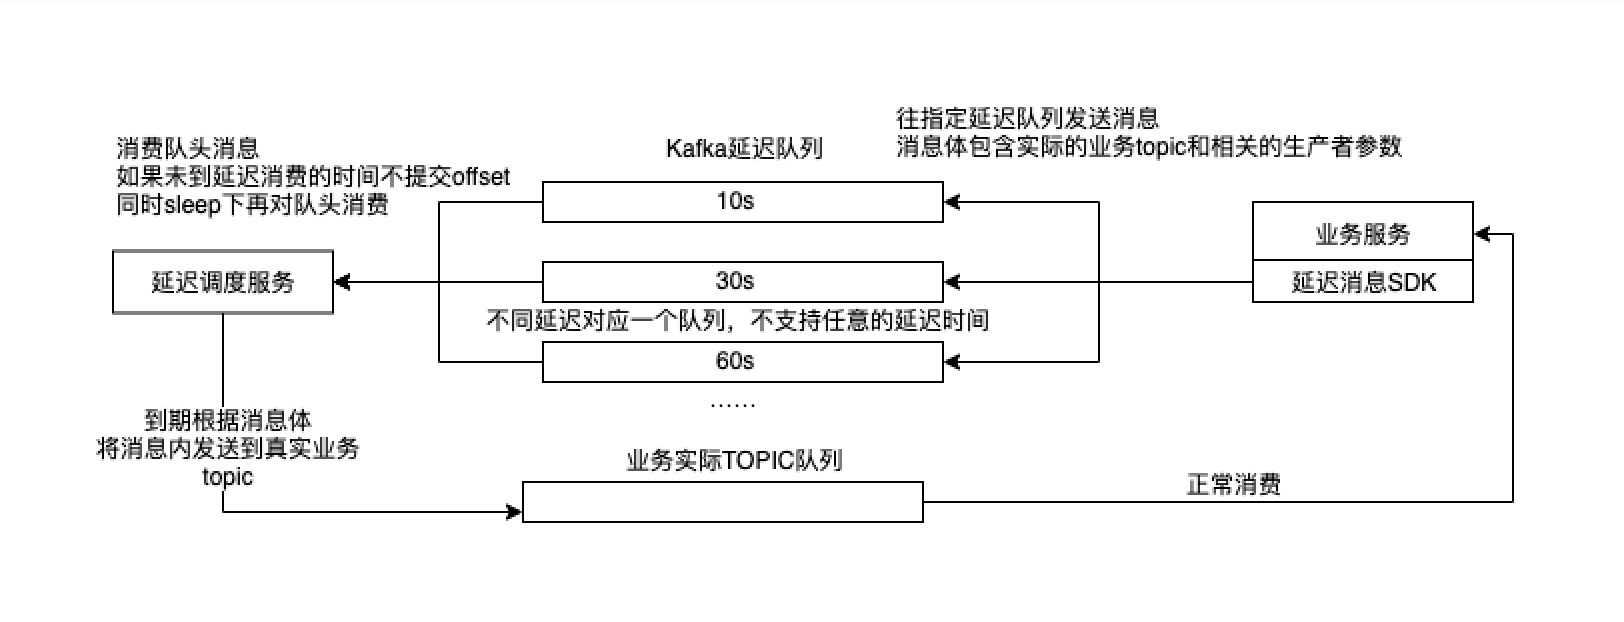 往指定延迟队列发送消息
消息体包含实际的业务topic和相关的生产者参数
消费队头消息
如果未到延迟消费的时间不提交offset
同时sleep下再对队头消费
Kafka延迟队列
10s
业务服务
延迟调度服务
30s
延迟消息SDK
不同延迟对应一个队列，不支持任意的延迟时间
60s
......
到期根据消息体
将消息内发送到真实业务
topic
业务实际TOPIC队列
正常消费